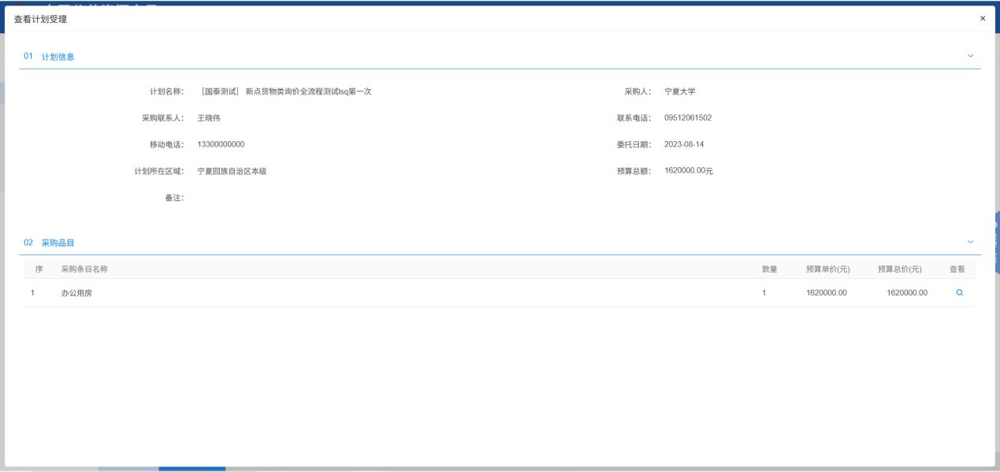 查看计划受理 ×
01 计划信息
计划名称： [国泰测试] 新点货物类询价全流程测试lsq第一次 采购人： 宁夏大学
采购联系人： 王晓伟 联系电话： 09512061502
移动电话： 13300000000 委托日期： 2023-08-14
计划所在区域： 宁夏回族自治区本级 预算总额： 1620000.00元
备注：
02 采购品目
序 采购条目名称 数量 预算单价(元) 预算总价(元) 查看
1 办公用房 1 1620000.00 1620000.00